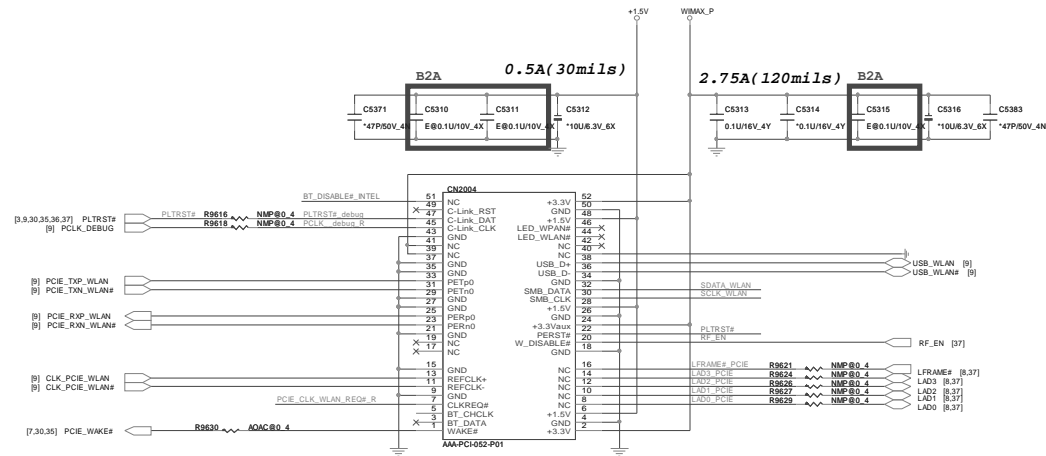 +1.5V
WIMAX_P
B2A
0.5A(30mils)
2.75A(120mils)
B2A
C5371
*47P/50V_4N
C5310
E@0.1U/10V_4X
C5311
E@0.1U/10V_4X
C5312
*10U/6.3V_6X
C5313
0.1U/16V_4Y
C5314
*0.1U/16V_4Y
C5315
E@0.1U/10V_4X
C5316
*10U/6.3V_6X
C5383
*47P/50V_4N
CN2004
BT_DISABLE#_INTEL
51 NC +3.3V 52
49 C-Link_RST GND 50
[3,9,30,35,36,37] PLTRST# PLTRST# R9616 NMP@0_4 PLTRST#_debug 47 C-Link_DAT +1.5V 48
[9] PCLK_DEBUG R9618 NMP@0_4 PCLK_debug_R 45 C-Link_CLK LED_WPAN# 46
43 GND LED_WLAN# 44
41 NC NC 42
39 NC NC 40
37 GND USB_D+ 38 USB_WLAN [9]
35 GND USB_D- 36 USB_WLAN# [9]
[9] PCIE_TXP_WLAN 33 PETp0 GND 34
[9] PCIE_TXN_WLAN# 31 PETn0 SMB_DATA 32 SDATA_WLAN
29 GND SMB_CLK 30 SCLK_WLAN
27 GND +1.5V 28
[9] PCIE_RXP_WLAN 25 PERp0 GND 26
[9] PCIE_RXN_WLAN# 23 PERn0 +3.3Vaux 24
21 GND PERST# 22 PLTRST#
19 NC W_DISABLE# 20 RF_EN RF_EN [37]
17 NC GND 18
15 GND NC 16 LFRAME#_PCIE R9621 NMP@0_4 LFRAME# [8,37]
[9] CLK_PCIE_WLAN 13 REFCLK+ NC 14 LAD3_PCIE R9624 NMP@0_4 LAD3 [8,37]
[9] CLK_PCIE_WLAN# 11 REFCLK- NC 12 LAD2_PCIE R9626 NMP@0_4 LAD2 [8,37]
9 GND NC 10 LAD1_PCIE R9627 NMP@0_4 LAD1 [8,37]
PCIE_CLK_WLAN_REQ#_R 7 CLKREQ# NC 8 LAD0_PCIE R9629 NMP@0_4 LAD0 [8,37]
5 BT_CHCLK +1.5V 6
3 BT_DATA GND 4
[7,30,35] PCIE_WAKE# R9630 AOAC@0_4 1 WAKE# +3.3V 2
AAA-PCI-052-P01